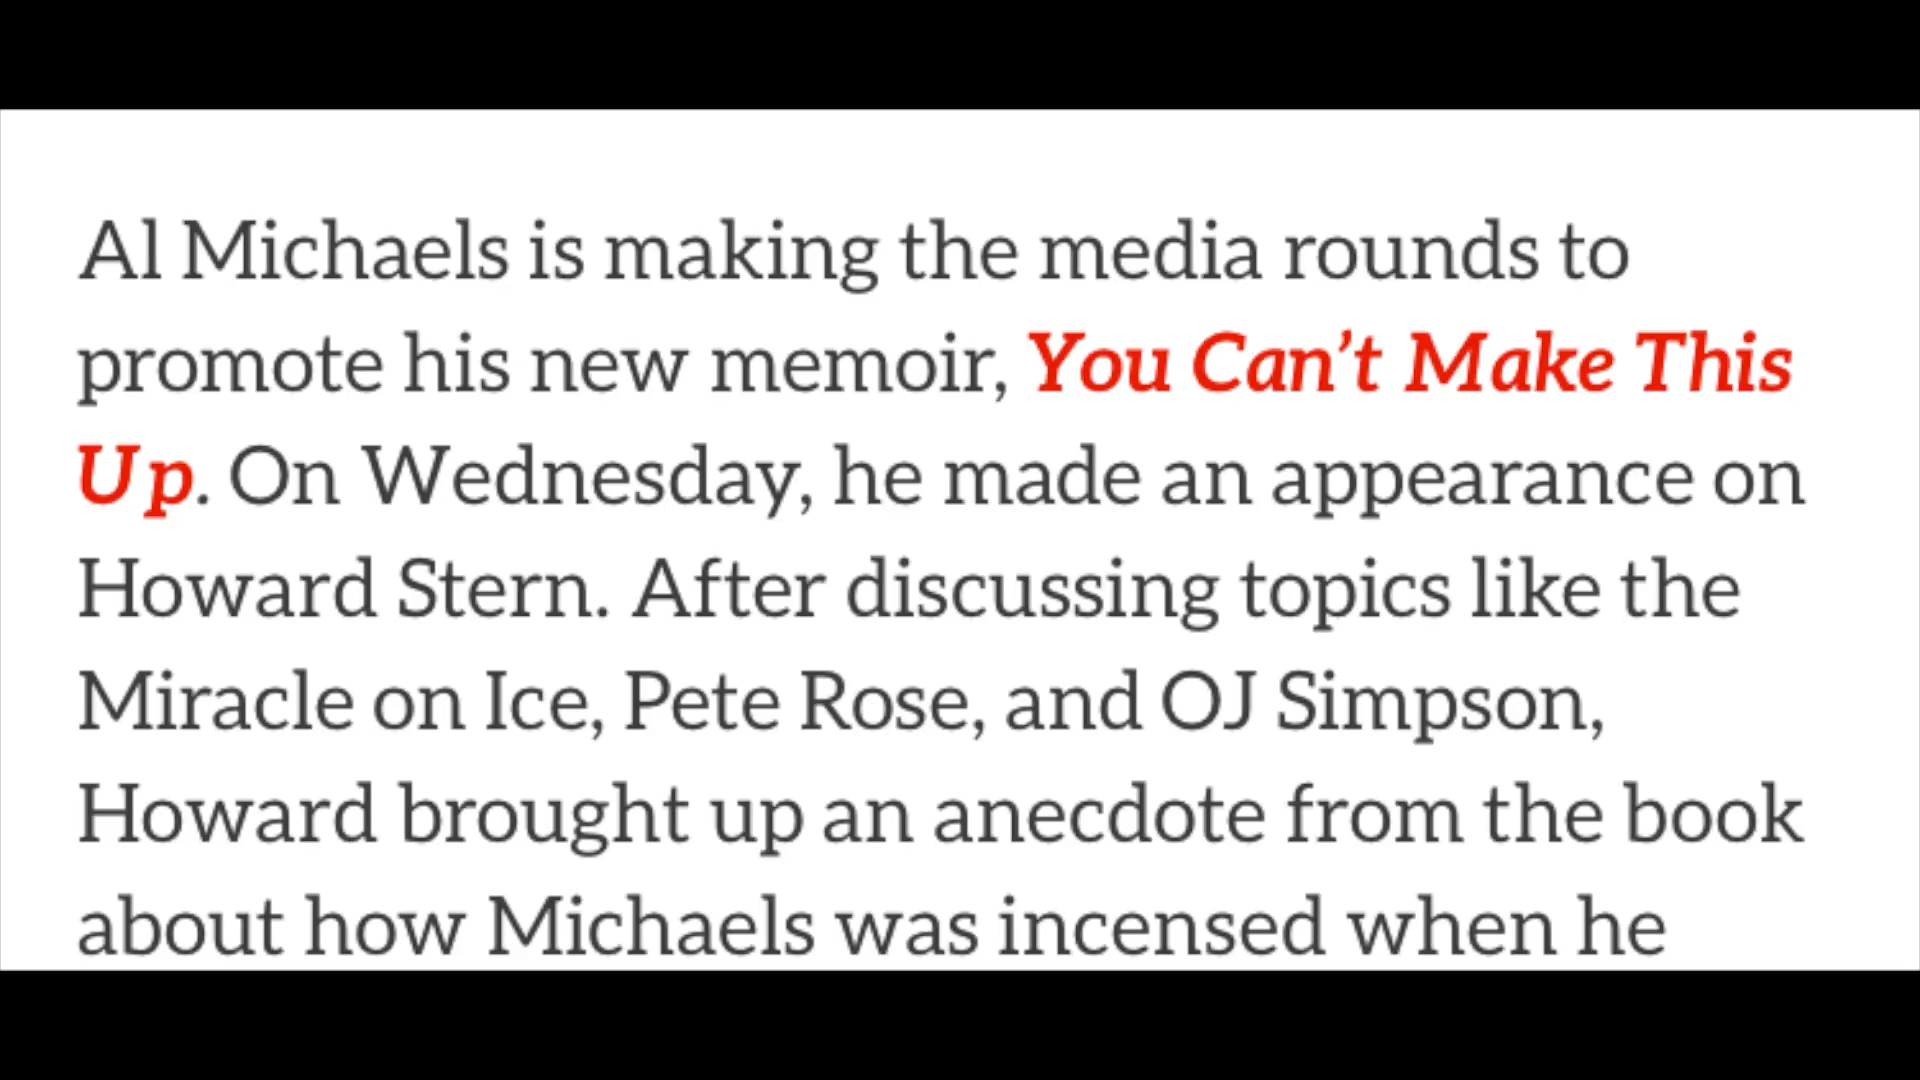 Al Michaels is making the media rounds to
promote his new memoir, You Can’t Make This
Up. On Wednesday, he made an appearance on
Howard Stern. After discussing topics like the
Miracle on Ice, Pete Rose, and OJ Simpson,
Howard brought up an anecdote from the book
about how Michaels was incensed when he